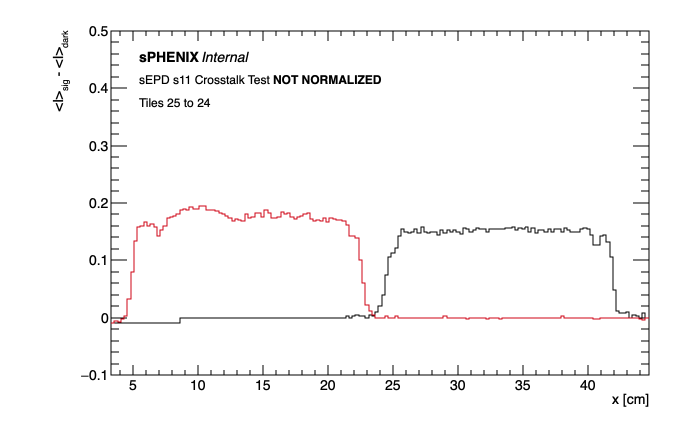 0.5
sPHENIX Internal
sEPD s11 Crosstalk Test NOT NORMALIZED
Tiles 25 to 24
<I>sig - <I>dark
0.4
0.3
0.2
0.1
0
−0.1
5 10 15 20 25 30 35 40
x [cm]